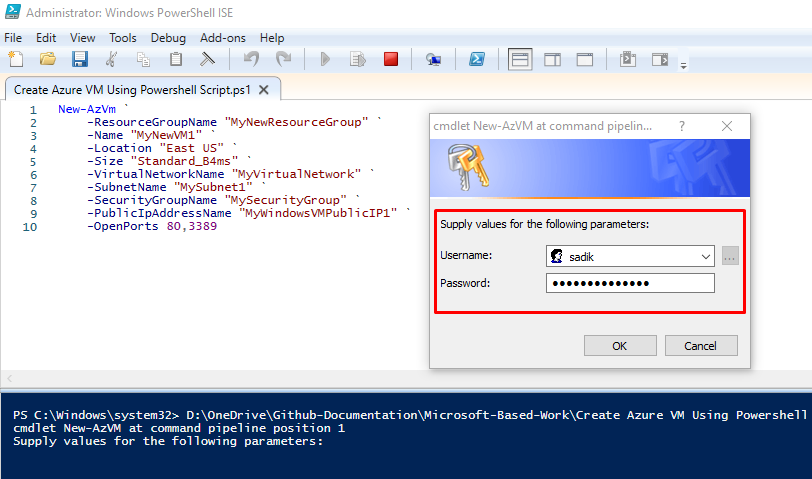 Administrator: Windows PowerShell ISE
File Edit View Tools Debug Add-ons Help
Create Azure VM Using Powershell Script.ps1
1 New-AzVm `
2 -ResourceGroupName "MyNewResourceGroup" `
3 -Name "MyNewVM1" `
4 -Location "East US" `
5 -Size "Standard_B4ms" `
6 -VirtualNetworkName "MyVirtualNetwork" `
7 -SubnetName "MySubnet1" `
8 -SecurityGroupName "MySecurityGroup" `
9 -PublicIpAddressName "MyWindowsVMPublicIP1" `
10 -OpenPorts 80,3389
cmdlet New-AzVM at command pipelin... ?
Supply values for the following parameters:
Username: sadik ...
Password: ••••••••••••••
OK Cancel
PS C:\Windows\system32> D:\OneDrive\Github-Documentation\Microsoft-Based-Work\Create Azure VM Using Powershell
cmdlet New-AzVM at command pipeline position 1
Supply values for the following parameters: